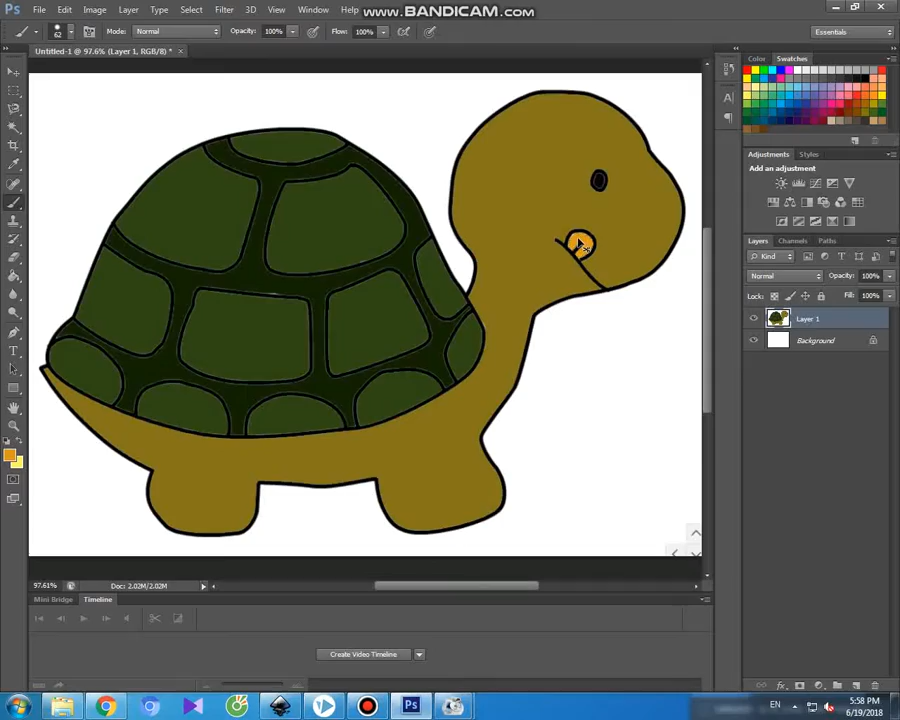 Ps File Edit Image Layer Type Select Filter 3D View Window Help
www.BANDICAM.com
62 Mode: Normal Opacity: 100% Flow: 100% Essentials
Untitled-1 @ 97.6% (Layer 1, RGB/8) * ×
Color Swatches
Adjustments Styles
Add an adjustment
Layers Channels Paths
Kind
Normal Opacity: 100%
Lock: Fill: 100%
Layer 1
Background
97.61% Doc: 2.02M/2.02M
Mini Bridge Timeline
Create Video Timeline
EN 5:58 PM
6/19/2018